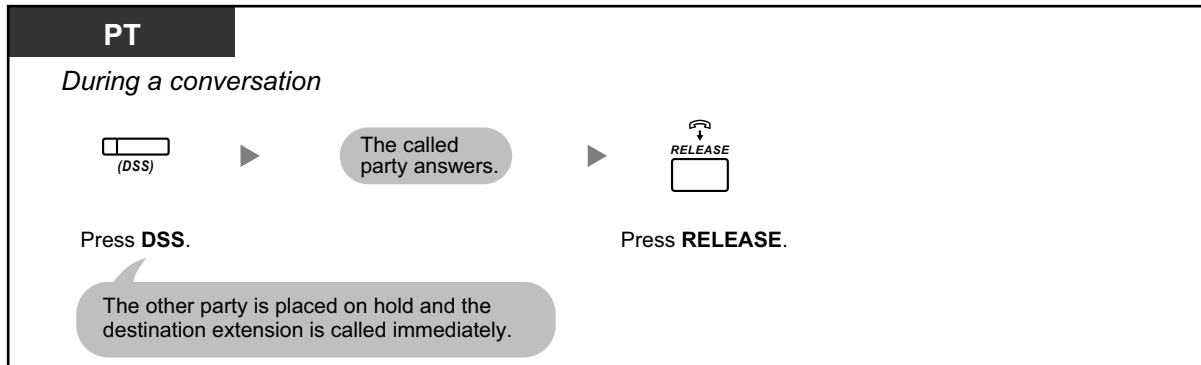 PT
During a conversation
(DSS)
The called
party answers.
RELEASE
Press DSS.
Press RELEASE.
The other party is placed on hold and the
destination extension is called immediately.